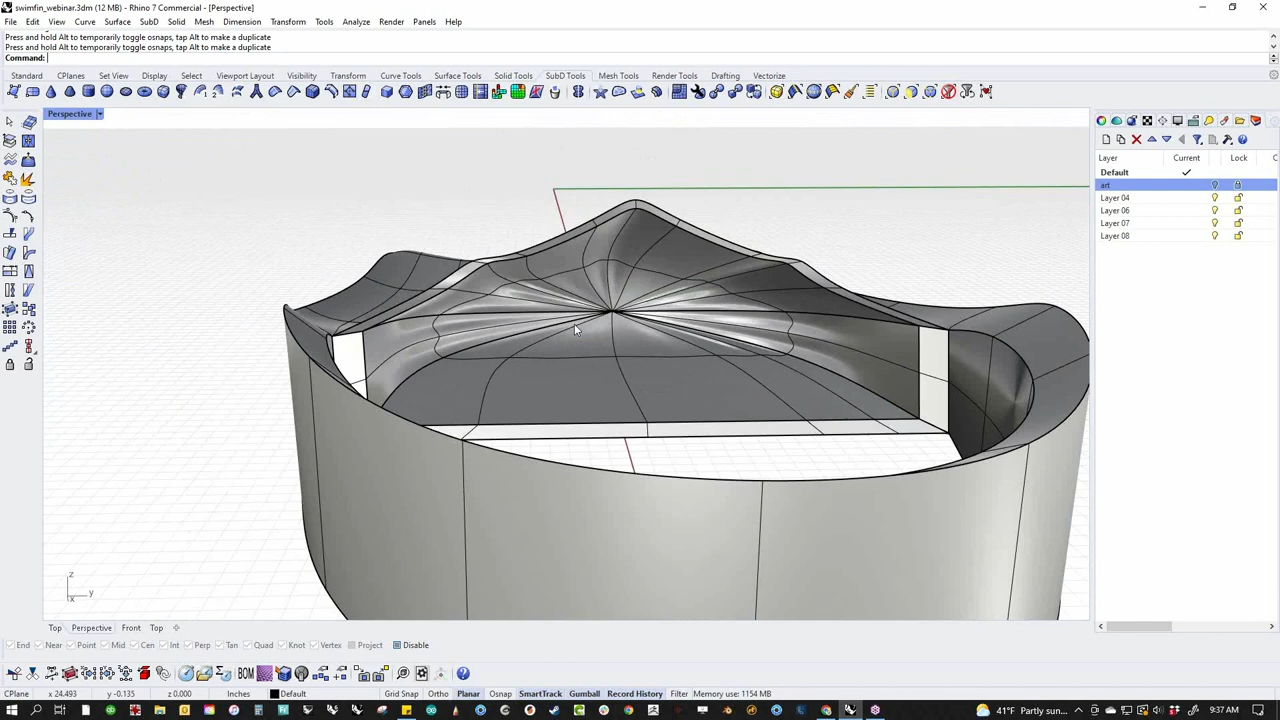 swimfin_webinar.3dm (12 MB) - Rhino 7 Commercial - [Perspective]
File Edit View Curve Surface SubD Solid Mesh Dimension Transform Tools Analyze Render Panels Help
Press and hold Alt to temporarily toggle osnaps, tap Alt to make a duplicate
Press and hold Alt to temporarily toggle osnaps, tap Alt to make a duplicate
Command:
Standard CPlanes Set View Display Select Viewport Layout Visibility Transform Curve Tools Surface Tools Solid Tools SubD Tools Mesh Tools Render Tools Drafting Vectorize
Perspective
Layer Current Lock C
Default
art
Layer 04
Layer 06
Layer 07
Layer 08
z
y
x
Top Perspective Front Top
End Near Point Mid Cen Int Perp Tan Quad Knot Vertex Project Disable
BOM
CPlane x 24.493 y -0.135 z 0.000 Inches Default Grid Snap Ortho Planar Osnap SmartTrack Gumball Record History Filter Memory use: 1154 MB
41°F Partly sun... 9:37 AM